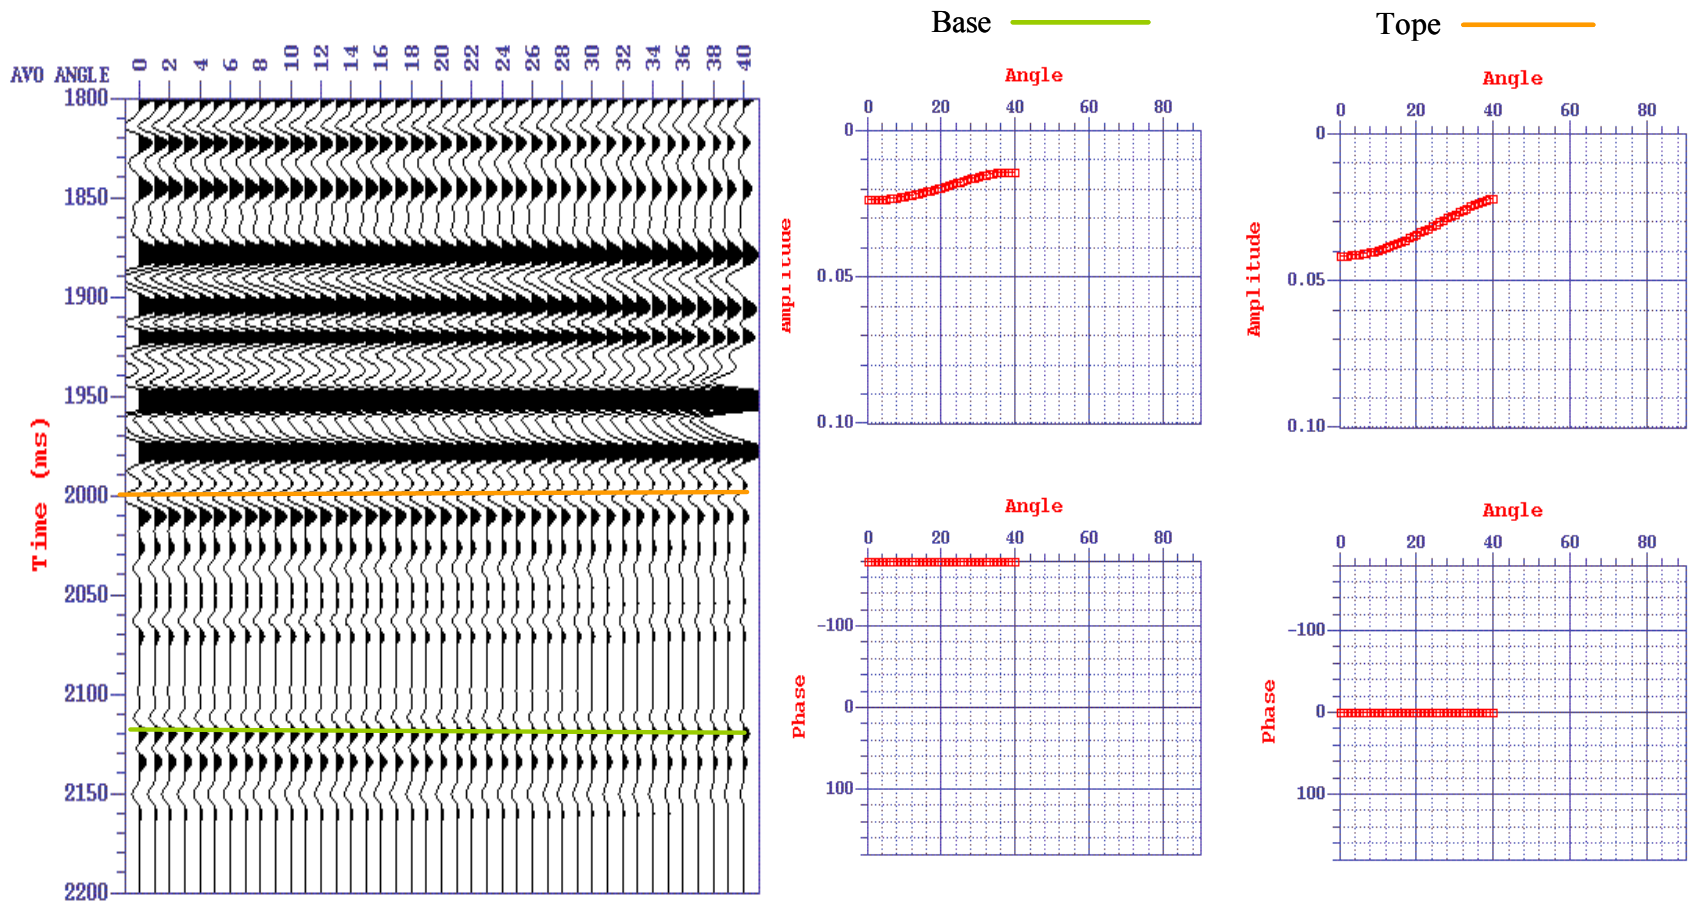 Base
Tope
AVO ANGLE
0 2 4 6 8 10 12 14 16 18 20 22 24 26 28 30 32 34 36 38 40
1800
1850
1900
1950
2000
2050
2100
2150
2200
Time (ms)
Angle
0 20 40 60 80
0
0.05
0.10
Amplitude
Angle
0 20 40 60 80
0
0.05
0.10
Amplitude
Angle
0 20 40 60 80
-100
0
100
Phase
Angle
0 20 40 60 80
-100
0
100
Phase